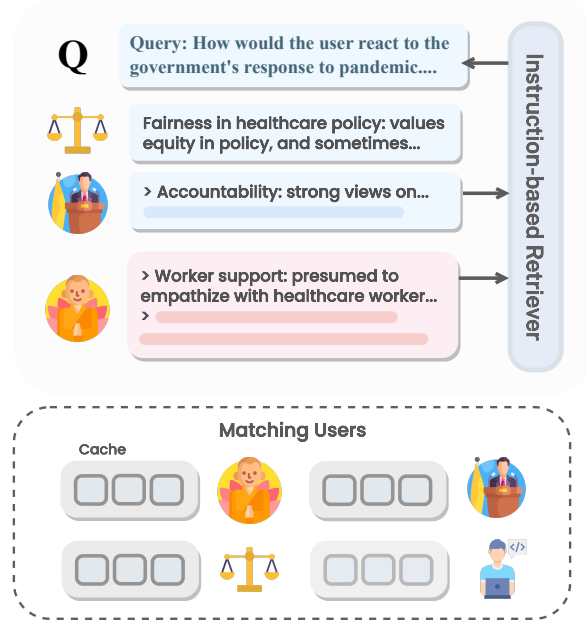 Q
Query: How would the user react to the
government's response to pandemic....
Fairness in healthcare policy: values
equity in policy, and sometimes...
> Accountability: strong views on...
> Worker support: presumed to
empathize with healthcare worker...
>
Instruction-based Retriever
Matching Users
Cache
</>